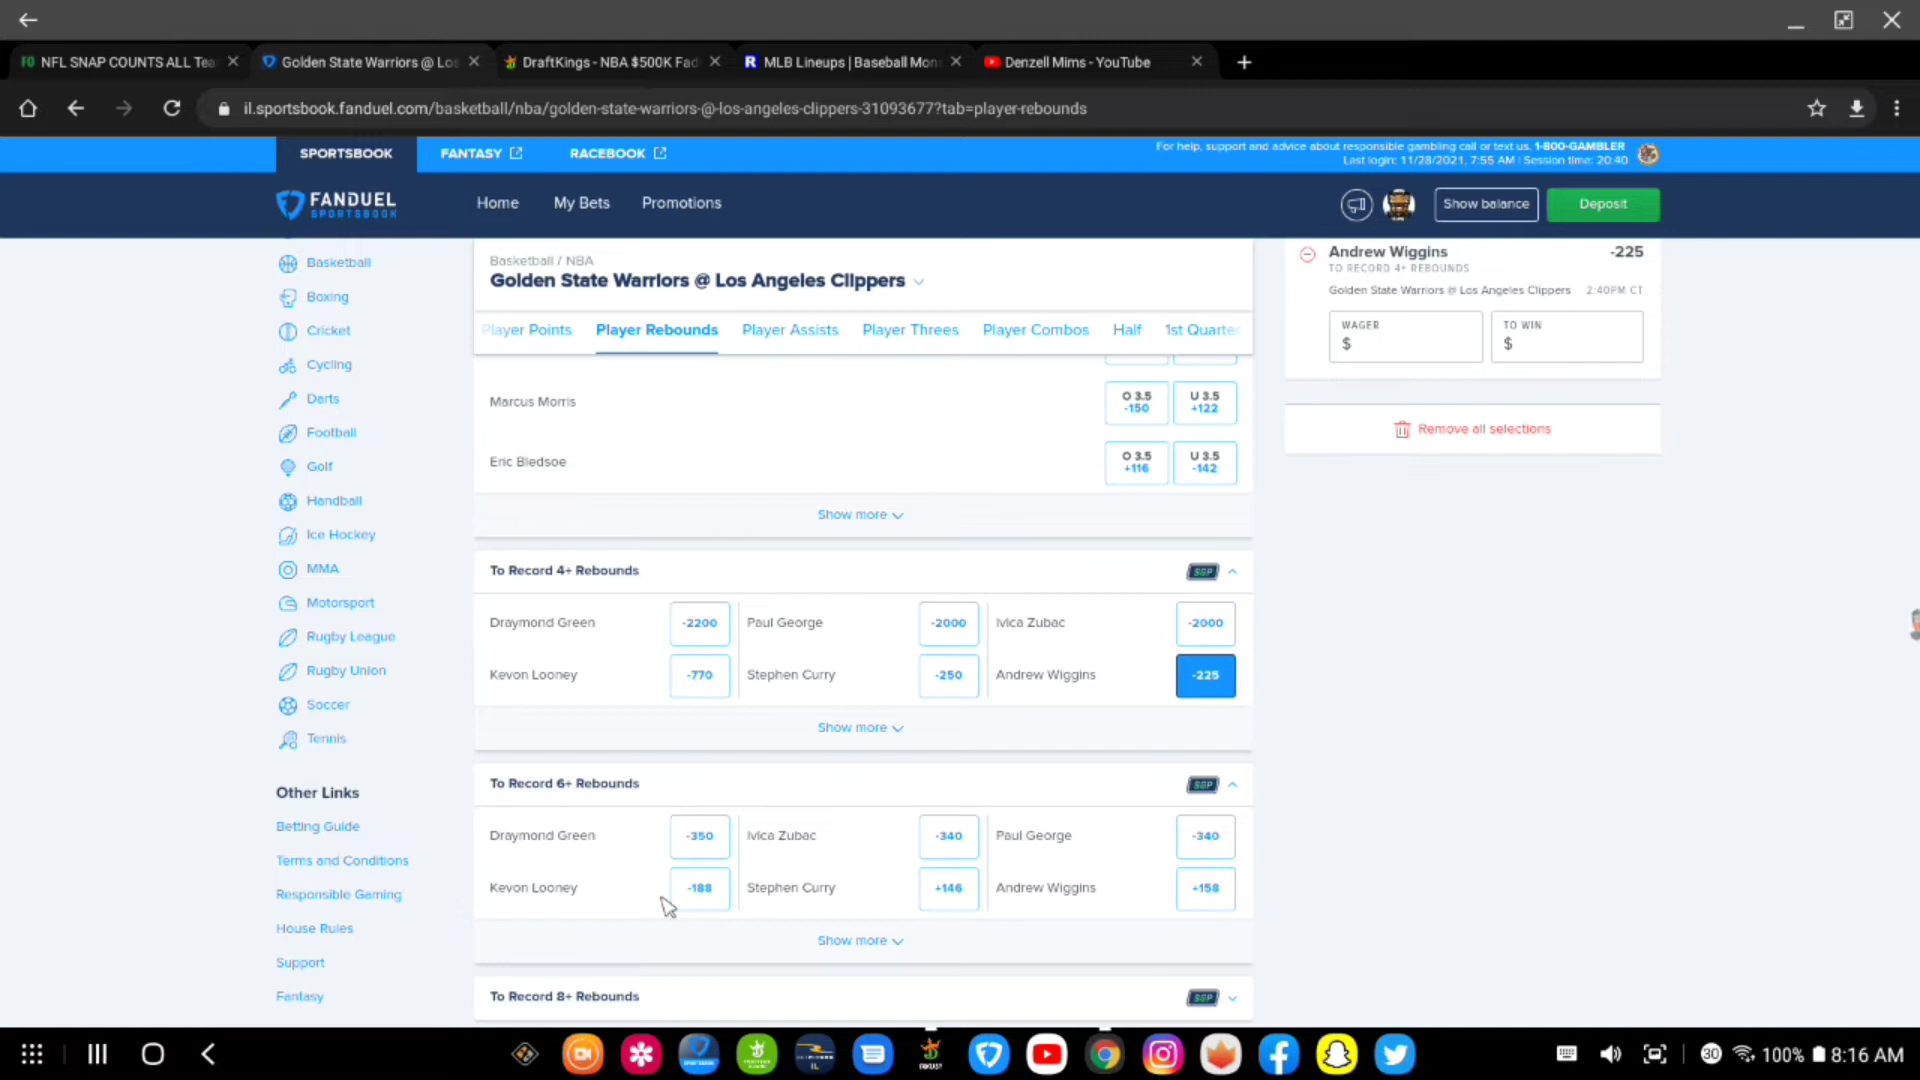 NFL SNAP COUNTS ALL Tea
Golden State Warriors @ Los
DraftKings - NBA $500K Fad
R MLB Lineups | Baseball Mon
Denzell Mims - YouTube
il.sportsbook.fanduel.com/basketball/nba/golden-state-warriors-@-los-angeles-clippers-31093677?tab=player-rebounds
SPORTSBOOK
FANTASY
RACEBOOK
For help, support and advice about responsible gambling call or text us. 1-800-GAMBLER
Last login: 11/28/2021, 7:55 AM | Session time: 20:40
FANDUEL
SPORTSBOOK
Home
My Bets
Promotions
Show balance
Deposit
Basketball
Boxing
Cricket
Cycling
Darts
Football
Golf
Handball
Ice Hockey
MMA
Motorsport
Rugby League
Rugby Union
Soccer
Tennis
Other Links
Betting Guide
Terms and Conditions
Responsible Gaming
House Rules
Support
Fantasy
Basketball / NBA
Golden State Warriors @ Los Angeles Clippers
Player Points
Player Rebounds
Player Assists
Player Threes
Player Combos
Half
1st Quarter
Marcus Morris
O 3.5
-150
U 3.5
+122
Eric Bledsoe
O 3.5
+116
U 3.5
-142
Show more
To Record 4+ Rebounds
SGP
Draymond Green -2200
Paul George -2000
Ivica Zubac -2000
Kevon Looney -770
Stephen Curry -250
Andrew Wiggins -225
Show more
To Record 6+ Rebounds
SGP
Draymond Green -350
Ivica Zubac -340
Paul George -340
Kevon Looney -188
Stephen Curry +146
Andrew Wiggins +158
Show more
To Record 8+ Rebounds
SGP
Andrew Wiggins -225
TO RECORD 4+ REBOUNDS
Golden State Warriors @ Los Angeles Clippers 2:40PM CT
WAGER
$
TO WIN
$
Remove all selections
30
100%
8:16 AM